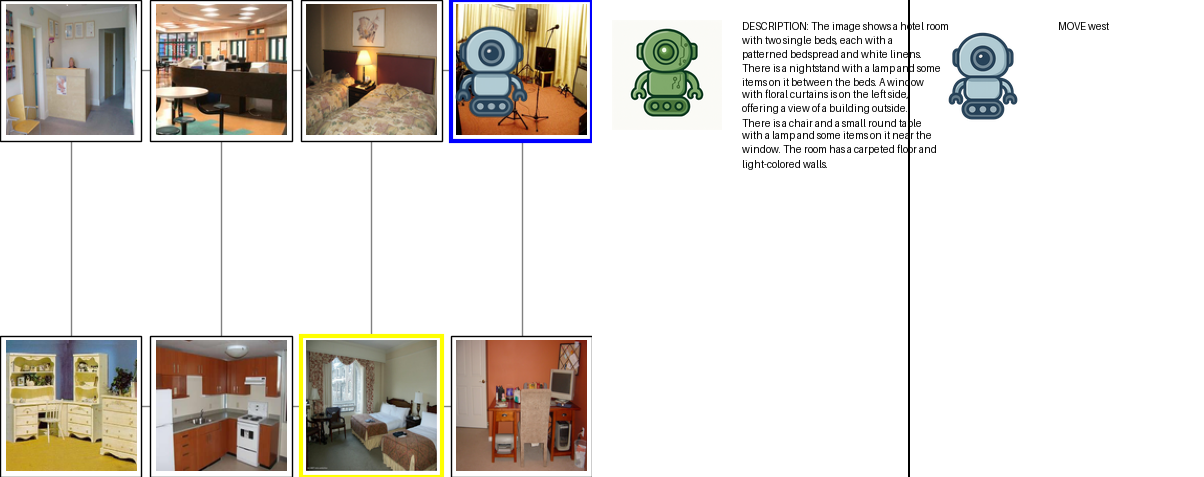 DESCRIPTION: The image shows a hotel room
with two single beds, each with a
patterned bedspread and white linens.
There is a nightstand with a lamp and some
items on it between the beds. A window
with floral curtains is on the left side,
offering a view of a building outside.
There is a chair and a small round table
with a lamp and some items on it near the
window. The room has a carpeted floor and
light-colored walls.
MOVE west